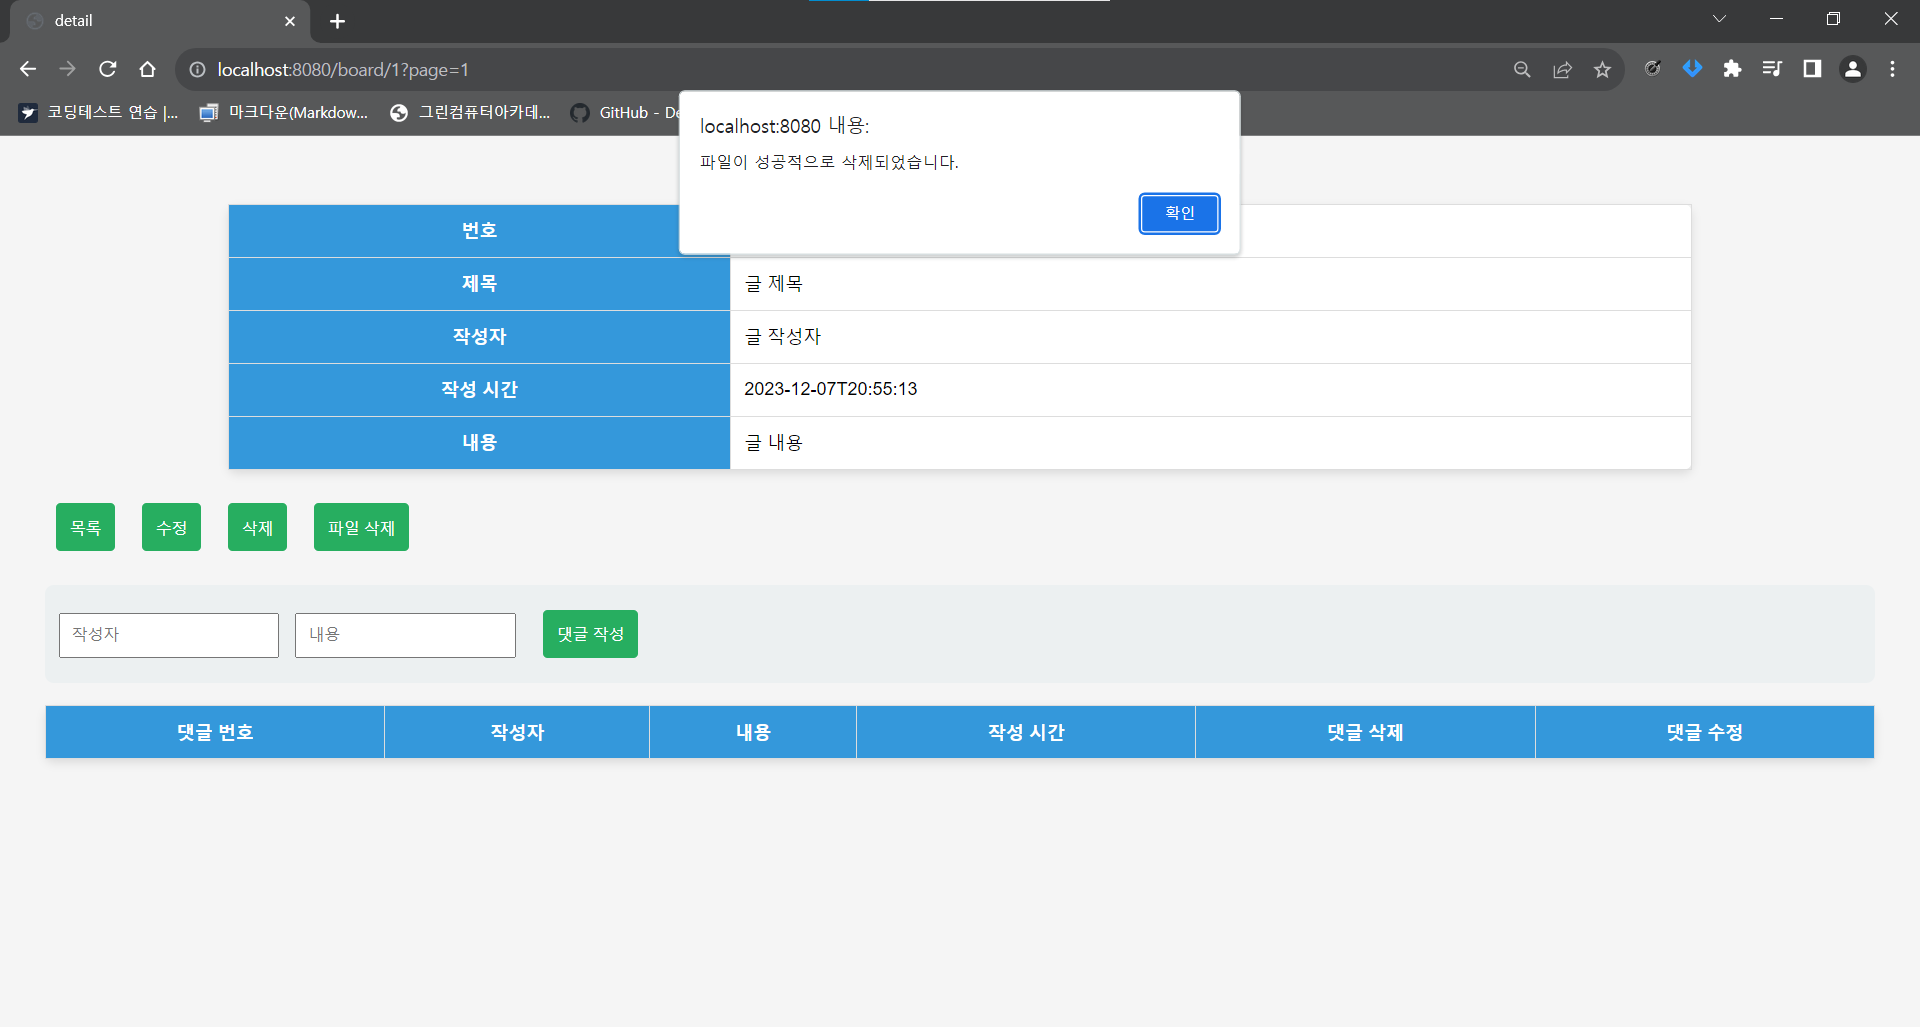 detail
localhost:8080/board/1?page=1
코딩테스트 연습 |...
마크다운(Markdow...
그린컴퓨터아카데...
GitHub - De
localhost:8080 내용:
파일이 성공적으로 삭제되었습니다.
확인
번호
제목 글 제목
작성자 글 작성자
작성 시간 2023-12-07T20:55:13
내용 글 내용
목록 수정 삭제 파일 삭제
작성자 내용 댓글 작성
댓글 번호 작성자 내용 작성 시간 댓글 삭제 댓글 수정